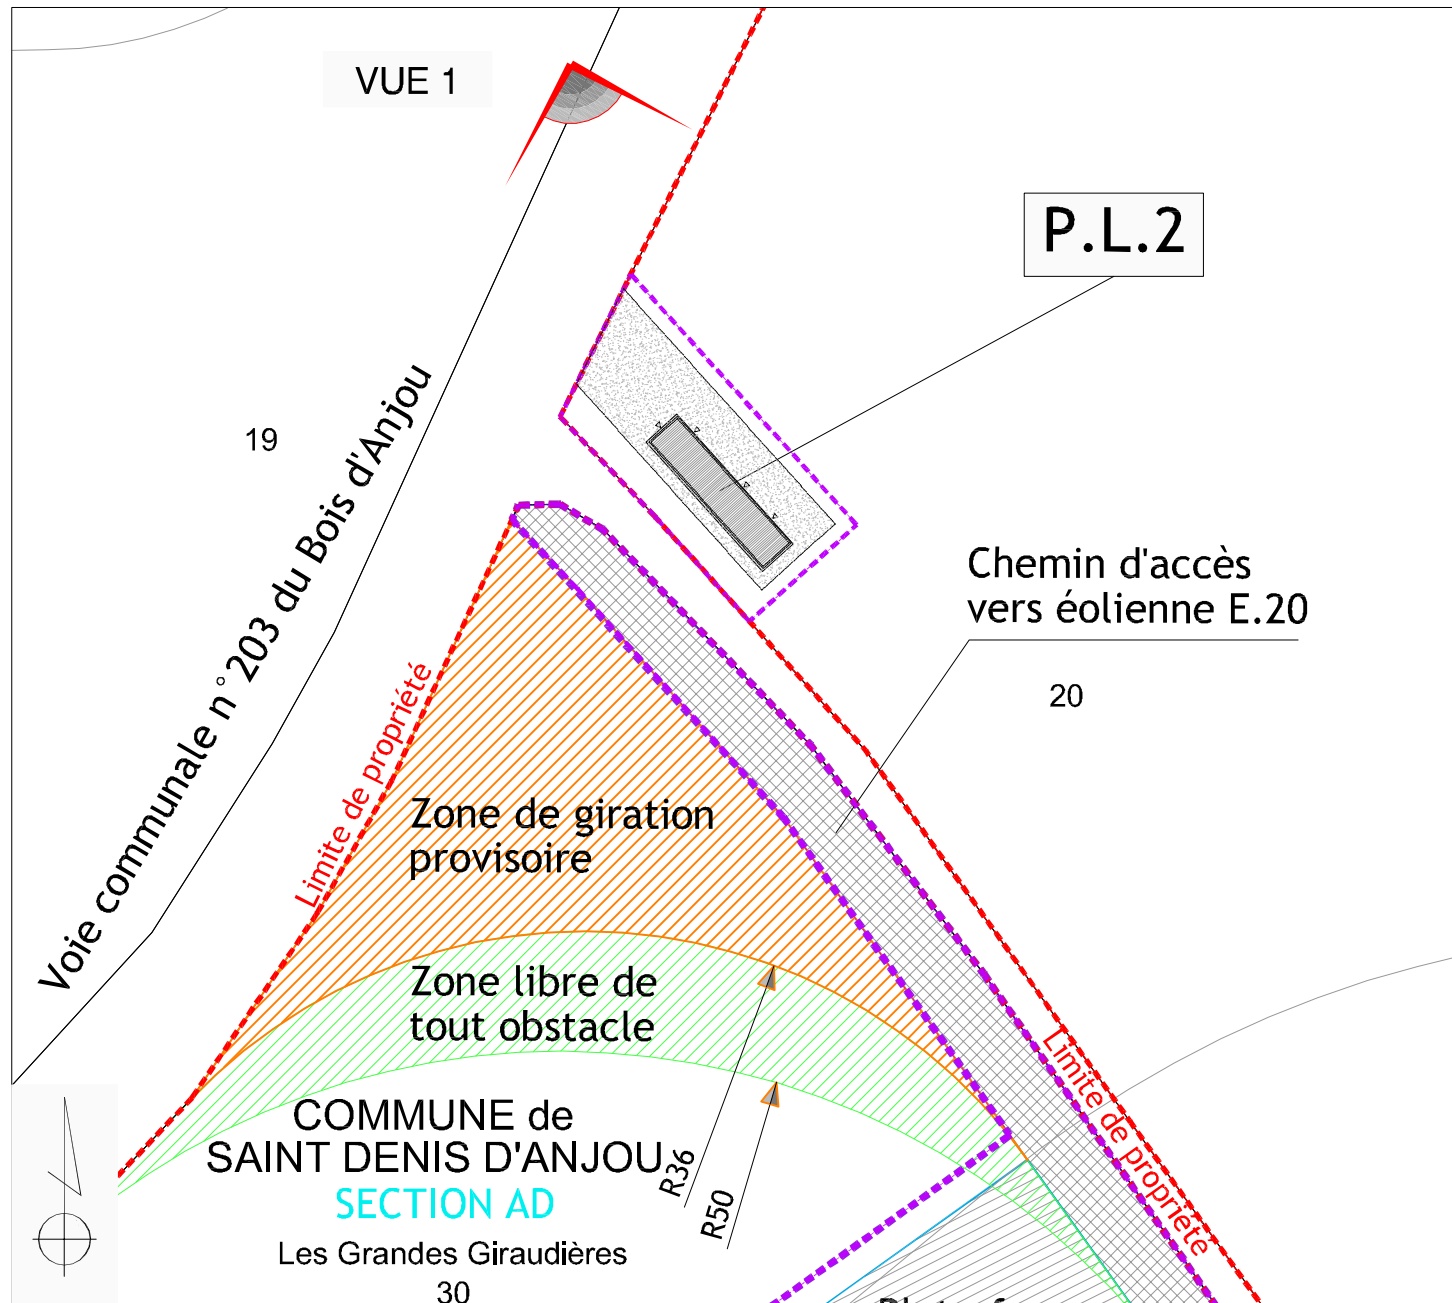 VUE 1
P.L.2
19
Voie communale n°203 du Bois d'Anjou
Chemin d'accès
vers éolienne E.20
20
Limite de propriété
Zone de giration
provisoire
Zone libre de
tout obstacle
Limite de propriété
COMMUNE de
SAINT DENIS D'ANJOU
SECTION AD
R36
R50
Les Grandes Giraudières
30